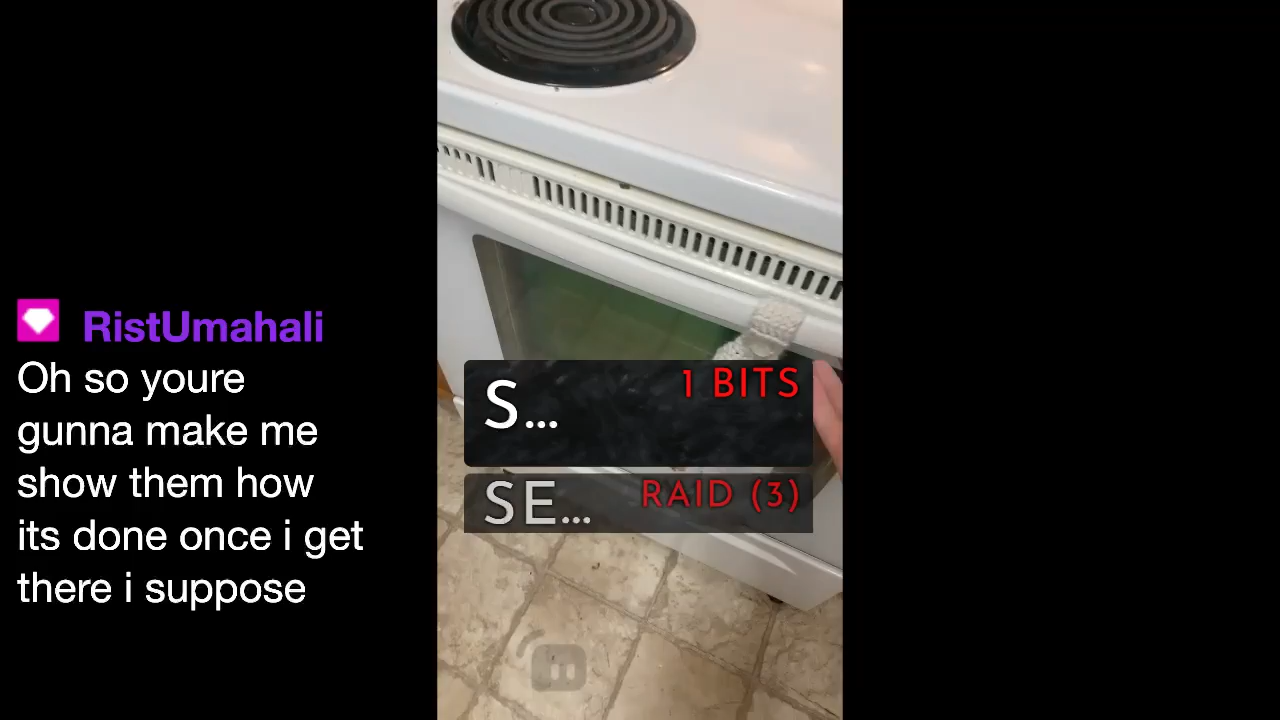 RistUmahali
Oh so youre
gunna make me
show them how
its done once i get
there i suppose
S...
1 BITS
SE...
RAID (3)